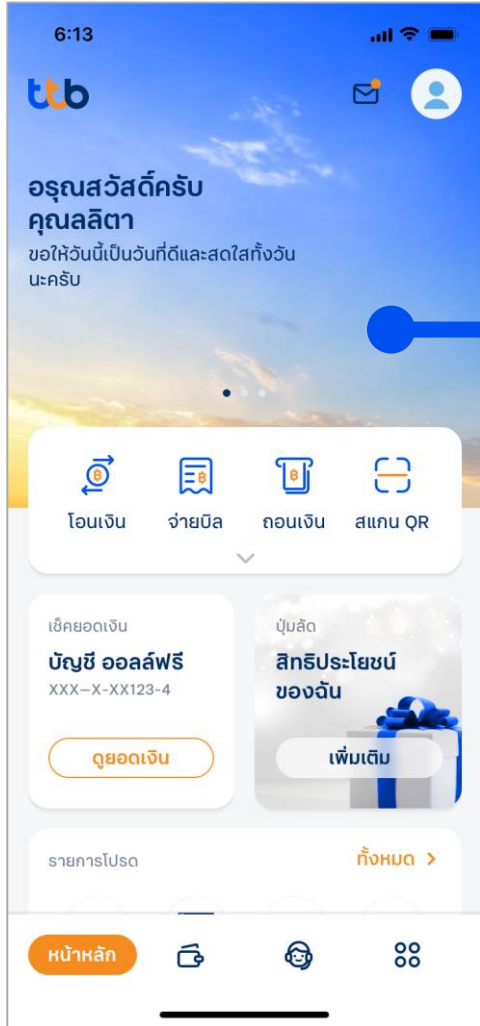 6:13
ttb
อรุณสวัสดิ์ครับ
คุณลลิตา
ขอให้วันนี้เป็นวันที่ดีและสดใสทั้งวัน
นะครับ
โอนเงิน จ่ายบิล ถอนเงิน สแกน QR
เช็คยอดเงิน
บัญชี ออลล์ฟรี
XXX-X-XX123-4
ดูยอดเงิน
ปุ่มลัด
สิทธิประโยชน์
ของฉัน
เพิ่มเติม
รายการโปรด ทั้งหมด >
หน้าหลัก